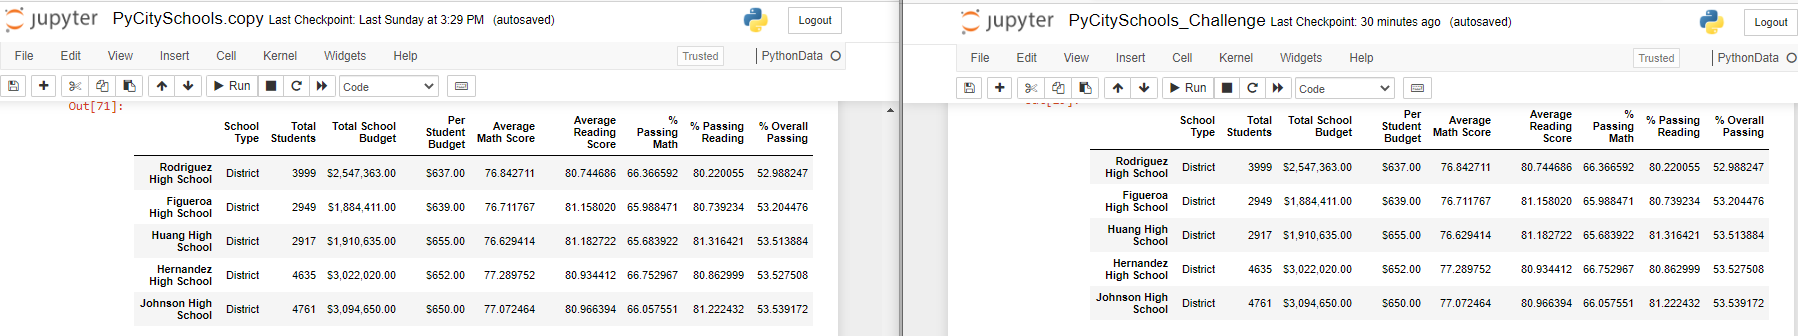 jupyter PyCitySchools.copy Last Checkpoint: Last Sunday at 3:29 PM (autosaved) Logout
File Edit View Insert Cell Kernel Widgets Help Trusted PythonData
Run Code
Out[71]:
School Type Total Students Total School Budget Per Student Budget Average Math Score Average Reading Score % Passing Math % Passing Reading % Overall Passing
Rodriguez High School District 3999 $2,547,363.00 $637.00 76.842711 80.744686 66.366592 80.220055 52.988247
Figueroa High School District 2949 $1,884,411.00 $639.00 76.711767 81.158020 65.988471 80.739234 53.204476
Huang High School District 2917 $1,910,635.00 $655.00 76.629414 81.182722 65.683922 81.316421 53.513884
Hernandez High School District 4635 $3,022,020.00 $652.00 77.289752 80.934412 66.752967 80.862999 53.527508
Johnson High School District 4761 $3,094,650.00 $650.00 77.072464 80.966394 66.057551 81.222432 53.539172
jupyter PyCitySchools_Challenge Last Checkpoint: 30 minutes ago (autosaved) Logout
File Edit View Insert Cell Kernel Widgets Help Trusted PythonData
Run Code
School Type Total Students Total School Budget Per Student Budget Average Math Score Average Reading Score % Passing Math % Passing Reading % Overall Passing
Rodriguez High School District 3999 $2,547,363.00 $637.00 76.842711 80.744686 66.366592 80.220055 52.988247
Figueroa High School District 2949 $1,884,411.00 $639.00 76.711767 81.158020 65.988471 80.739234 53.204476
Huang High School District 2917 $1,910,635.00 $655.00 76.629414 81.182722 65.683922 81.316421 53.513884
Hernandez High School District 4635 $3,022,020.00 $652.00 77.289752 80.934412 66.752967 80.862999 53.527508
Johnson High School District 4761 $3,094,650.00 $650.00 77.072464 80.966394 66.057551 81.222432 53.539172